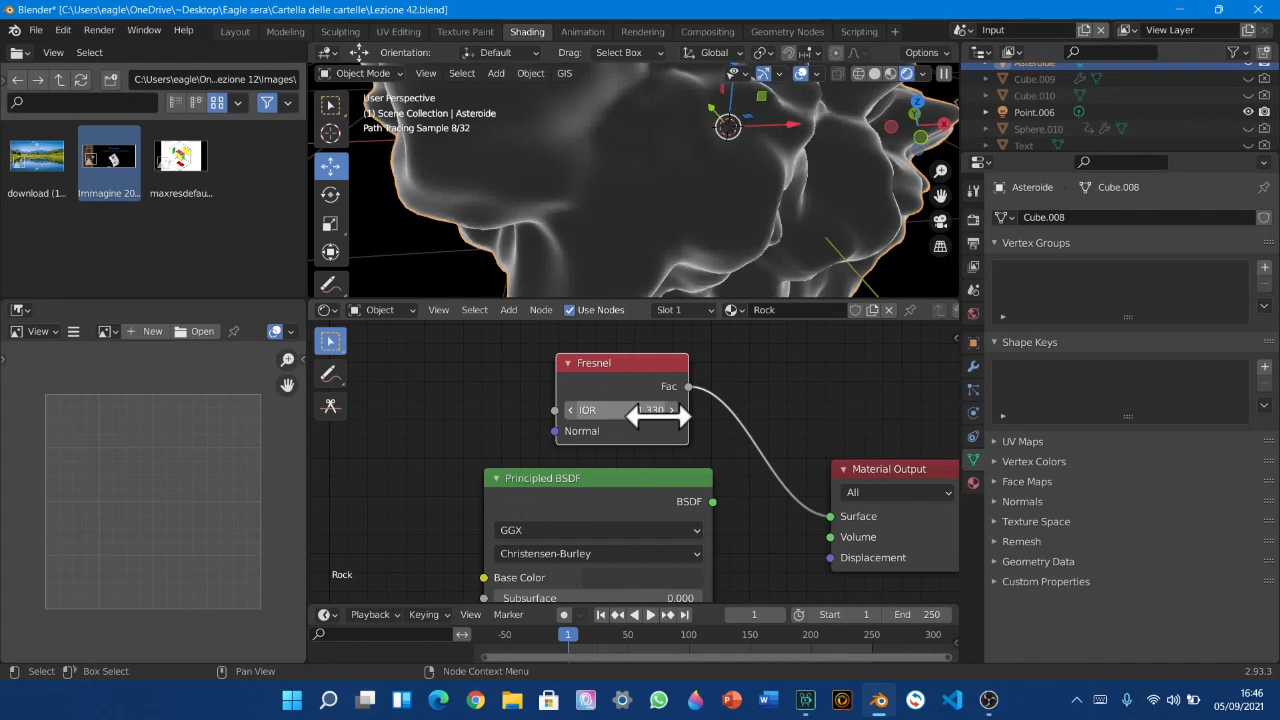 Blender* [C:\Users\eagle\OneDrive\~Desktop\Eagle sera\Cartella delle cartelle\Lezione 42.blend]
File Edit Render Window Help Layout Modeling Sculpting UV Editing Texture Paint Shading Animation Rendering Compositing Geometry Nodes Scripting Input View Layer
View Select Orientation: Default Drag: Select Box Global Options
C:\Users\eagle\On...ezione 12\Images\ Object Mode View Select Add Object GIS
User Perspective
(1) Scene Collection | Asteroide
Path Tracing Sample 8/32
Asteroide
Cube.009
Cube.010
Point.006
Sphere.010
Text
download (1... Immagine 20... maxresdefau...
Asteroide Cube.008
Cube.008
Vertex Groups
Shape Keys
UV Maps
Vertex Colors
Face Maps
Normals
Texture Space
Remesh
Geometry Data
Custom Properties
View New Open
Object View Select Add Node Use Nodes Slot 1 Rock
Fresnel
Fac
IOR 1.330
Normal
Principled BSDF
BSDF
GGX
Christensen-Burley
Base Color
Subsurface 0.000
Material Output
All
Surface
Volume
Displacement
Rock
Playback Keying View Marker 1 Start 1 End 250
-50 1 50 100 150 200 250 300
Select Box Select Pan View Node Context Menu 2.93.3
16:46
05/09/2021